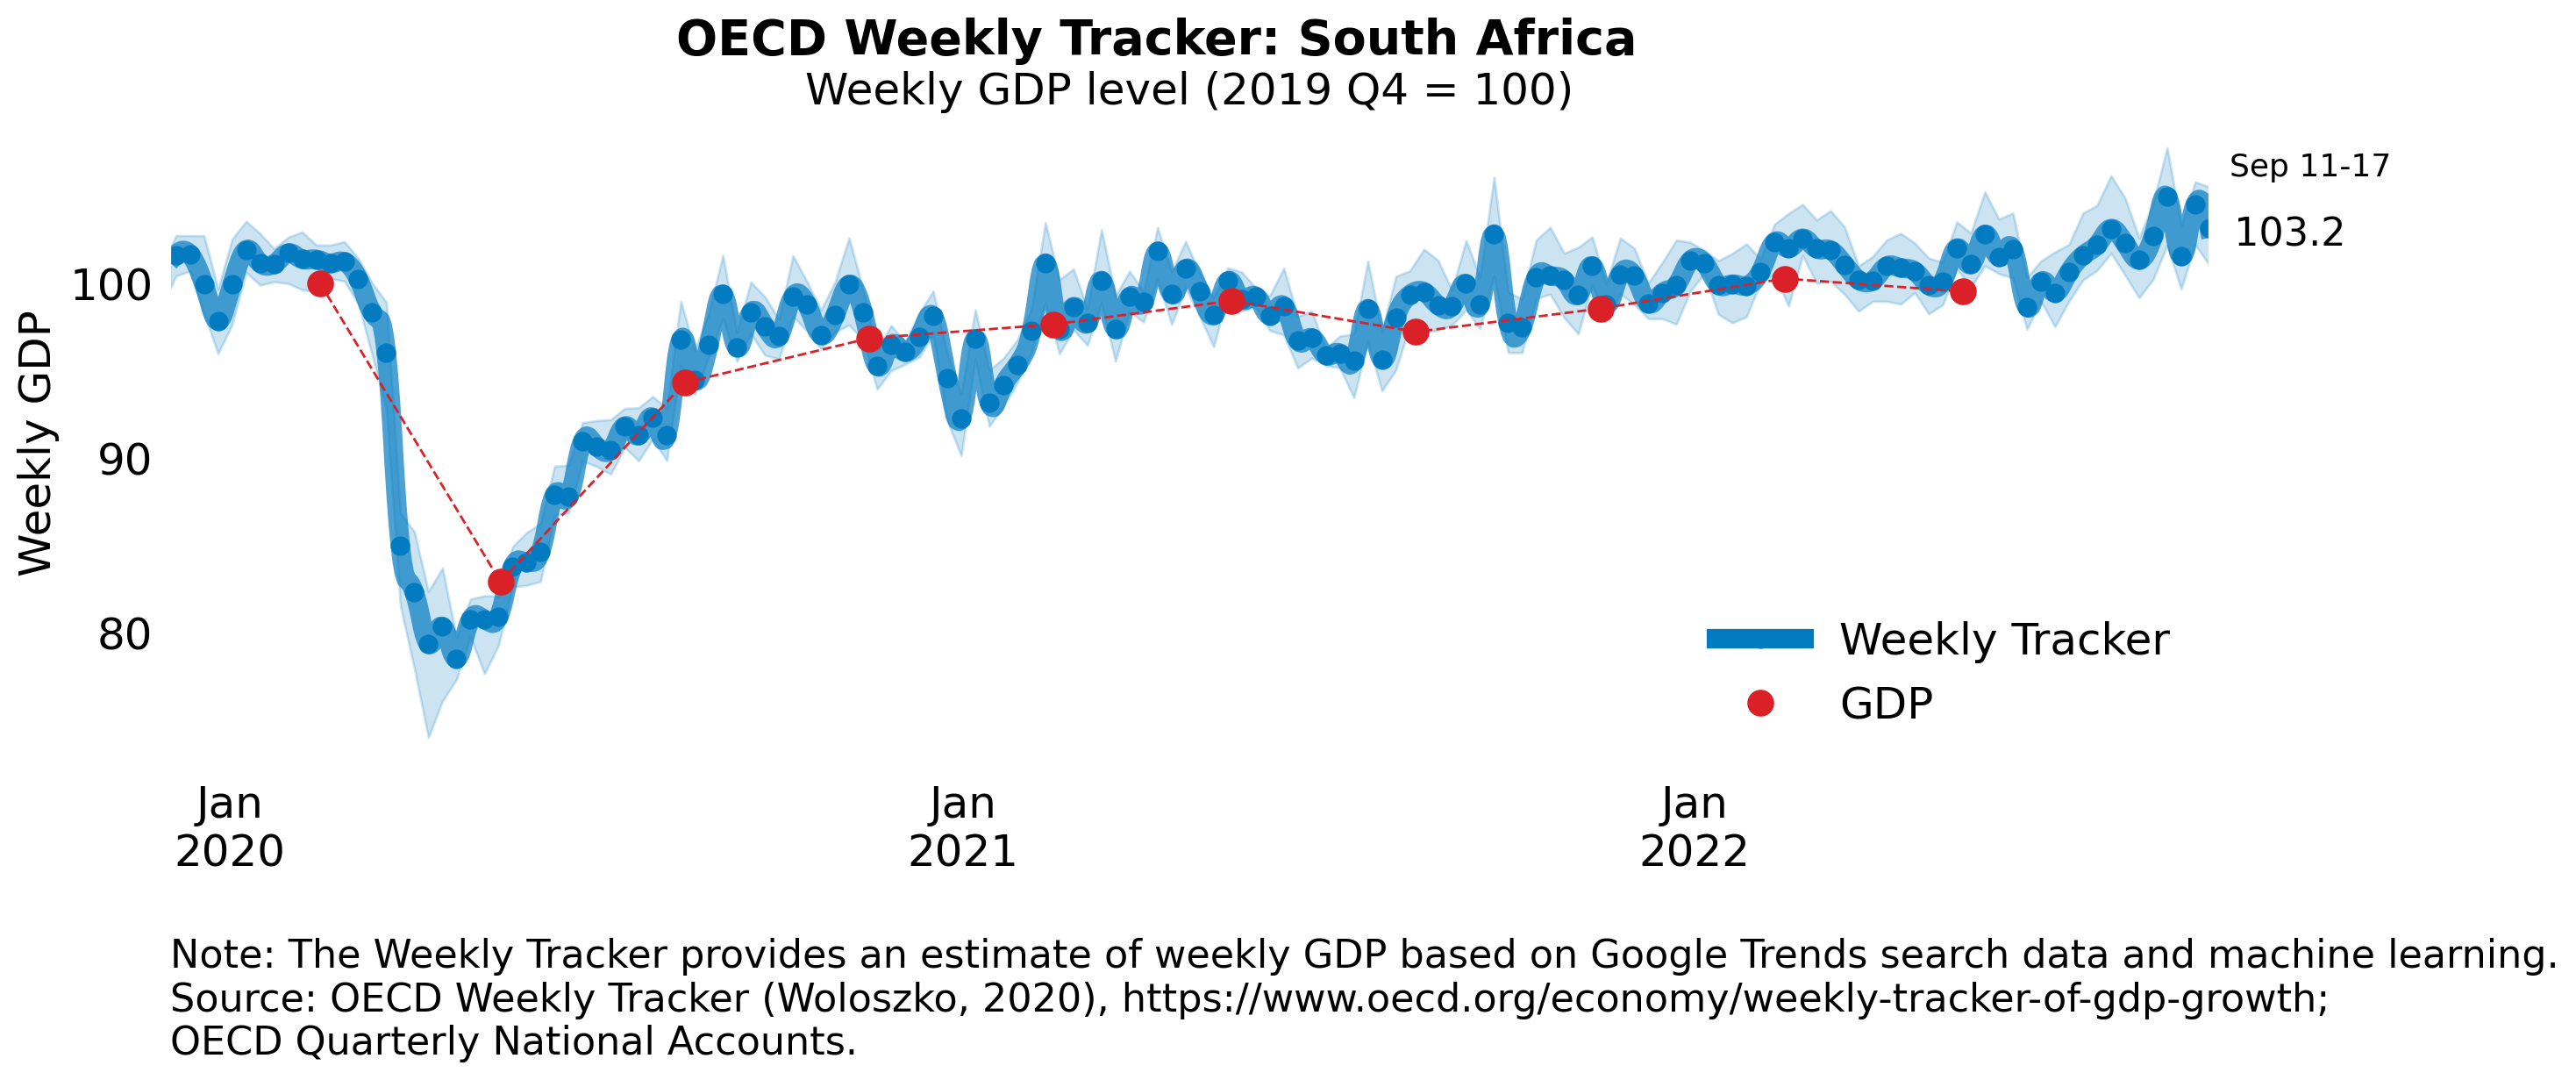 OECD Weekly Tracker: South Africa
Weekly GDP level (2019 Q4 = 100)
Sep 11-17
103.2
Weekly GDP
100
90
80
Weekly Tracker
GDP
Jan
2020
Jan
2021
Jan
2022
Note: The Weekly Tracker provides an estimate of weekly GDP based on Google Trends search data and machine learning.
Source: OECD Weekly Tracker (Woloszko, 2020), https://www.oecd.org/economy/weekly-tracker-of-gdp-growth;
OECD Quarterly National Accounts.